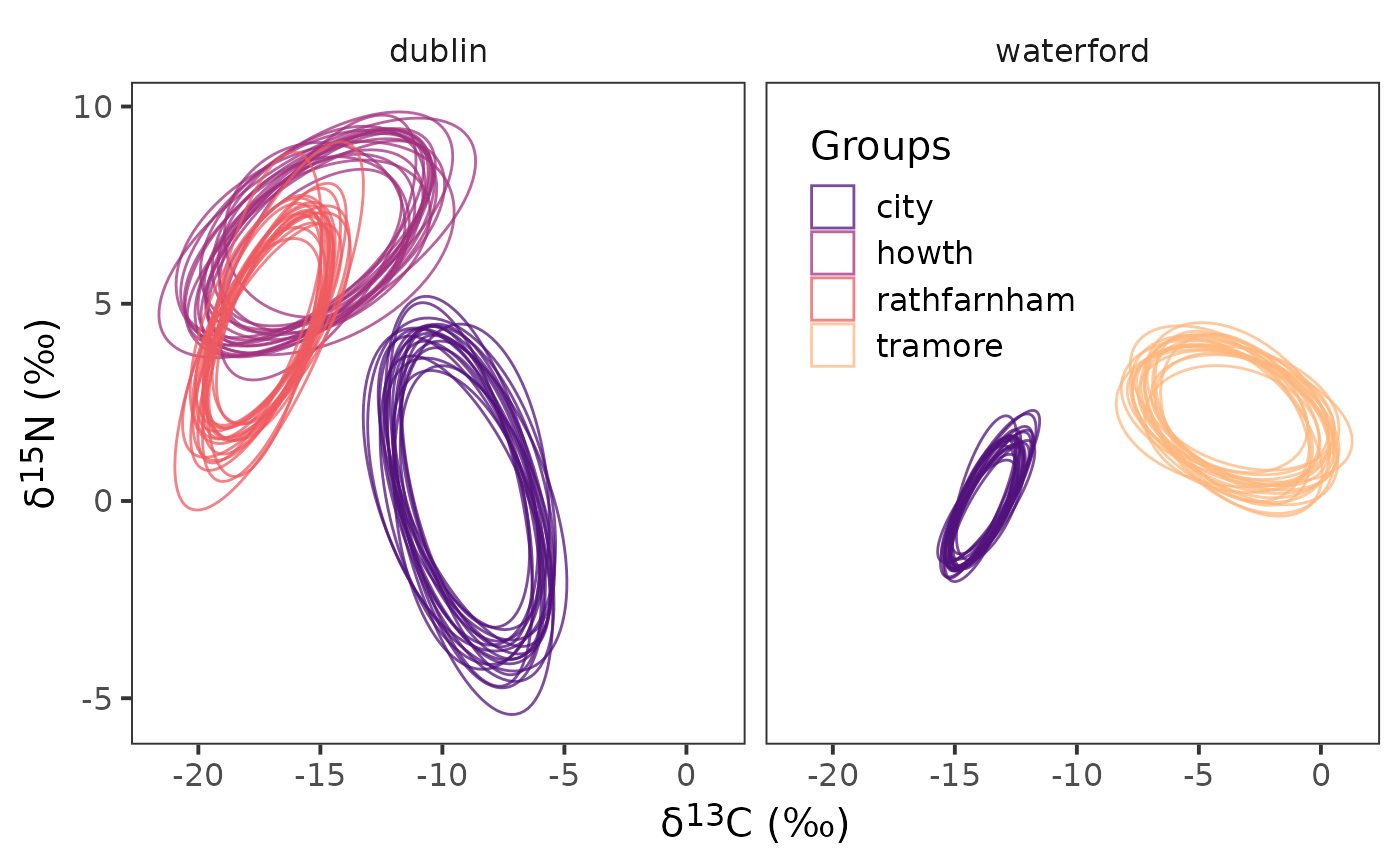 dublin
waterford
10
5
0
-5
δ15N (‰)
Groups
city
howth
rathfarnham
tramore
-20 -15 -10 -5 0
-20 -15 -10 -5 0
δ13C (‰)